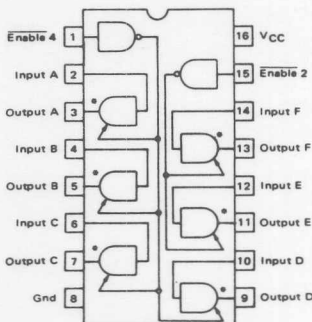 Enable 4 1
Input A 2
Output A 3
Input B 4
Output B 5
Input C 6
Output C 7
Gnd 8
16 VCC
15 Enable 2
14 Input F
13 Output F
12 Input E
11 Output E
10 Input D
9 Output D